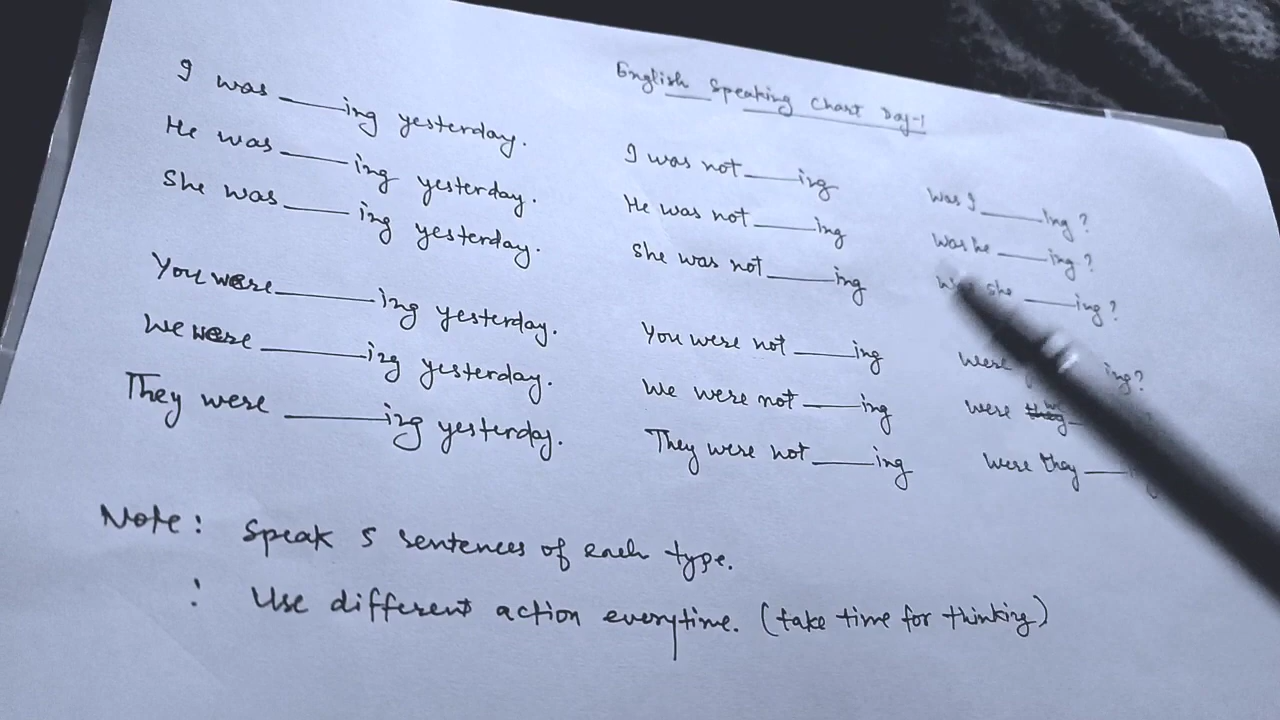 English Speaking Chart Day-1
I was ____ing yesterday.
He was ____ing yesterday.
She was ____ing yesterday.
You were ____ing yesterday.
We were ____ing yesterday.
They were ____ing yesterday.
I was not ____ing
He was not ____ing
She was not ____ing
You were not ____ing
We were not ____ing
They were not ____ing
Was I ____ing ?
Was he ____ing ?
she ____ing ?
Were ing?
Were we
Were they ____
Note : Speak 5 sentences of each type.
: Use different action everytime. (take time for thinking)